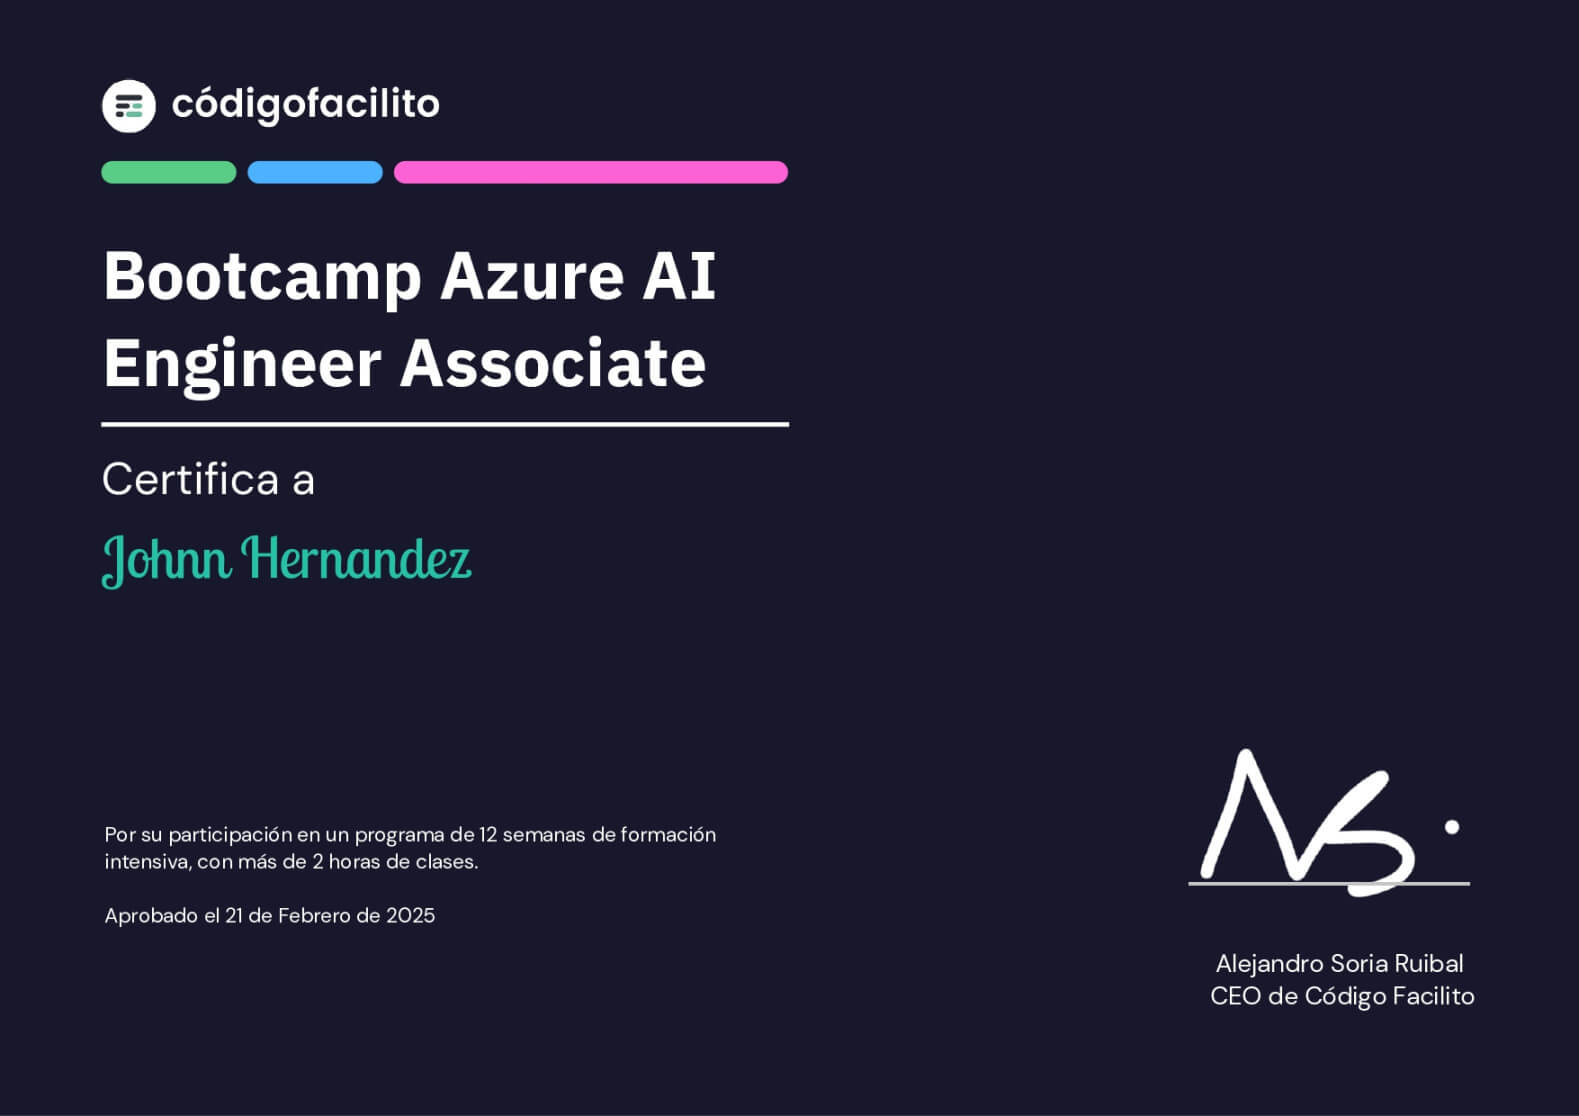 códigofacilito
Bootcamp Azure AI
Engineer Associate
Certifica a
Johnn Hernandez
Por su participación en un programa de 12 semanas de formación
intensiva, con más de 2 horas de clases.
Aprobado el 21 de Febrero de 2025
Alejandro Soria Ruibal
CEO de Código Facilito